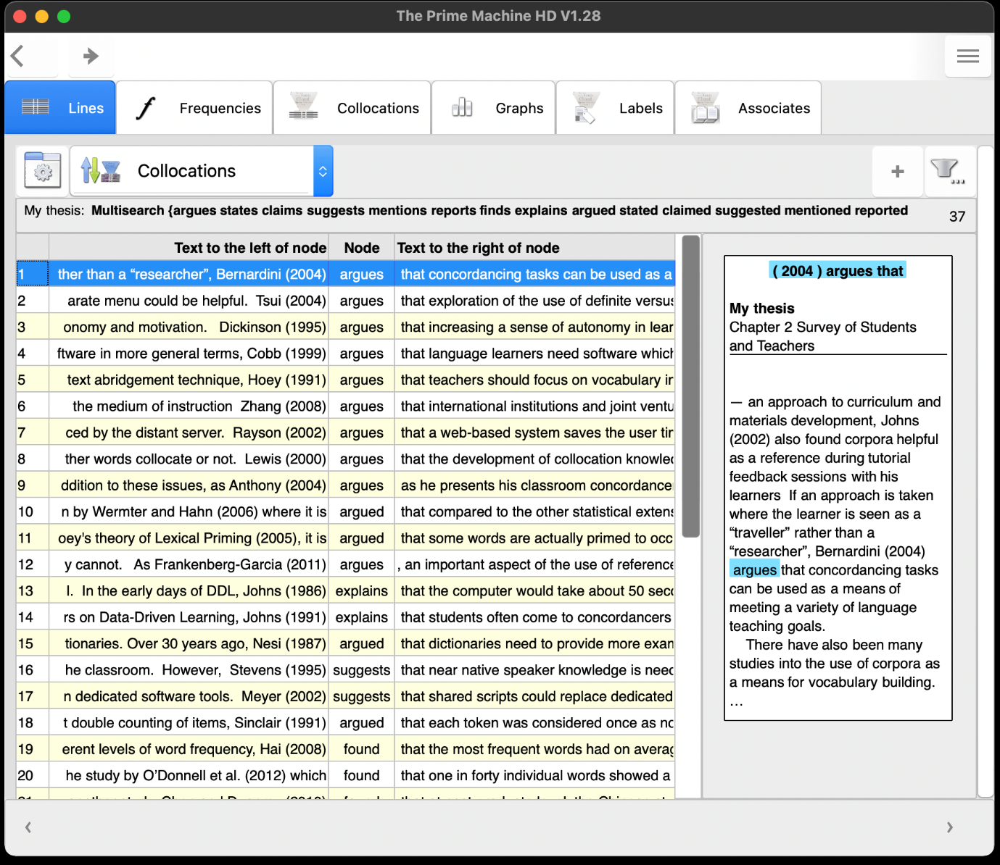 The Prime Machine HD V1.28
Lines Frequencies Collocations Graphs Labels Associates
Collocations
My thesis: Multisearch {argues states claims suggests mentions reports finds explains argued stated claimed suggested mentioned reported 37
Text to the left of node Node Text to the right of node
1 ther than a “researcher”, Bernardini (2004) argues that concordancing tasks can be used as a
2 arate menu could be helpful. Tsui (2004) argues that exploration of the use of definite versus
3 onomy and motivation. Dickinson (1995) argues that increasing a sense of autonomy in lear
4 ftware in more general terms, Cobb (1999) argues that language learners need software which
5 text abridgement technique, Hoey (1991) argues that teachers should focus on vocabulary ir
6 the medium of instruction Zhang (2008) argues that international institutions and joint ventu
7 ced by the distant server. Rayson (2002) argues that a web-based system saves the user tir
8 ther words collocate or not. Lewis (2000) argues that the development of collocation knowled
9 ddition to these issues, as Anthony (2004) argues as he presents his classroom concordance
10 n by Wermter and Hahn (2006) where it is argued that compared to the other statistical extens
11 oey's theory of Lexical Priming (2005), it is argued that some words are actually primed to occ
12 y cannot. As Frankenberg-Garcia (2011) argues , an important aspect of the use of reference
13 l. In the early days of DDL, Johns (1986) explains that the computer would take about 50 seco
14 rs on Data-Driven Learning, Johns (1991) explains that students often come to concordancers
15 tionaries. Over 30 years ago, Nesi (1987) argued that dictionaries need to provide more exam
16 he classroom. However, Stevens (1995) suggests that near native speaker knowledge is need
17 n dedicated software tools. Meyer (2002) suggests that shared scripts could replace dedicated
18 t double counting of items, Sinclair (1991) argued that each token was considered once as no
19 erent levels of word frequency, Hai (2008) found that the most frequent words had on averag
20 he study by O’Donnell et al. (2012) which found that one in forty individual words showed a
( 2004 ) argues that
My thesis
Chapter 2 Survey of Students
and Teachers
— an approach to curriculum and
materials development, Johns
(2002) also found corpora helpful
as a reference during tutorial
feedback sessions with his
learners If an approach is taken
where the learner is seen as a
“traveller” rather than a
“researcher”, Bernardini (2004)
argues that concordancing tasks
can be used as a means of
meeting a variety of language
teaching goals.
There have also been many
studies into the use of corpora as
a means for vocabulary building.
…